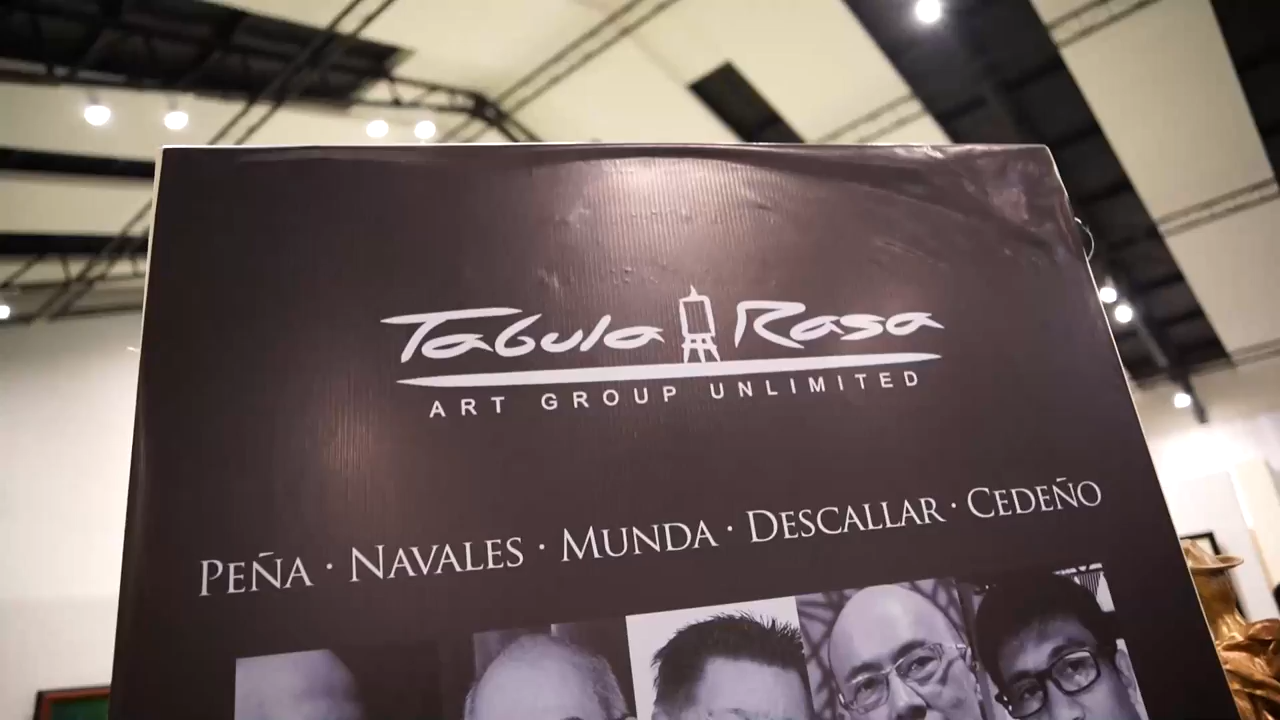 Tabula Rasa
ART GROUP UNLIMITED
PEÑA · NAVALES · MUNDA · DESCALLAR · CEDEÑO